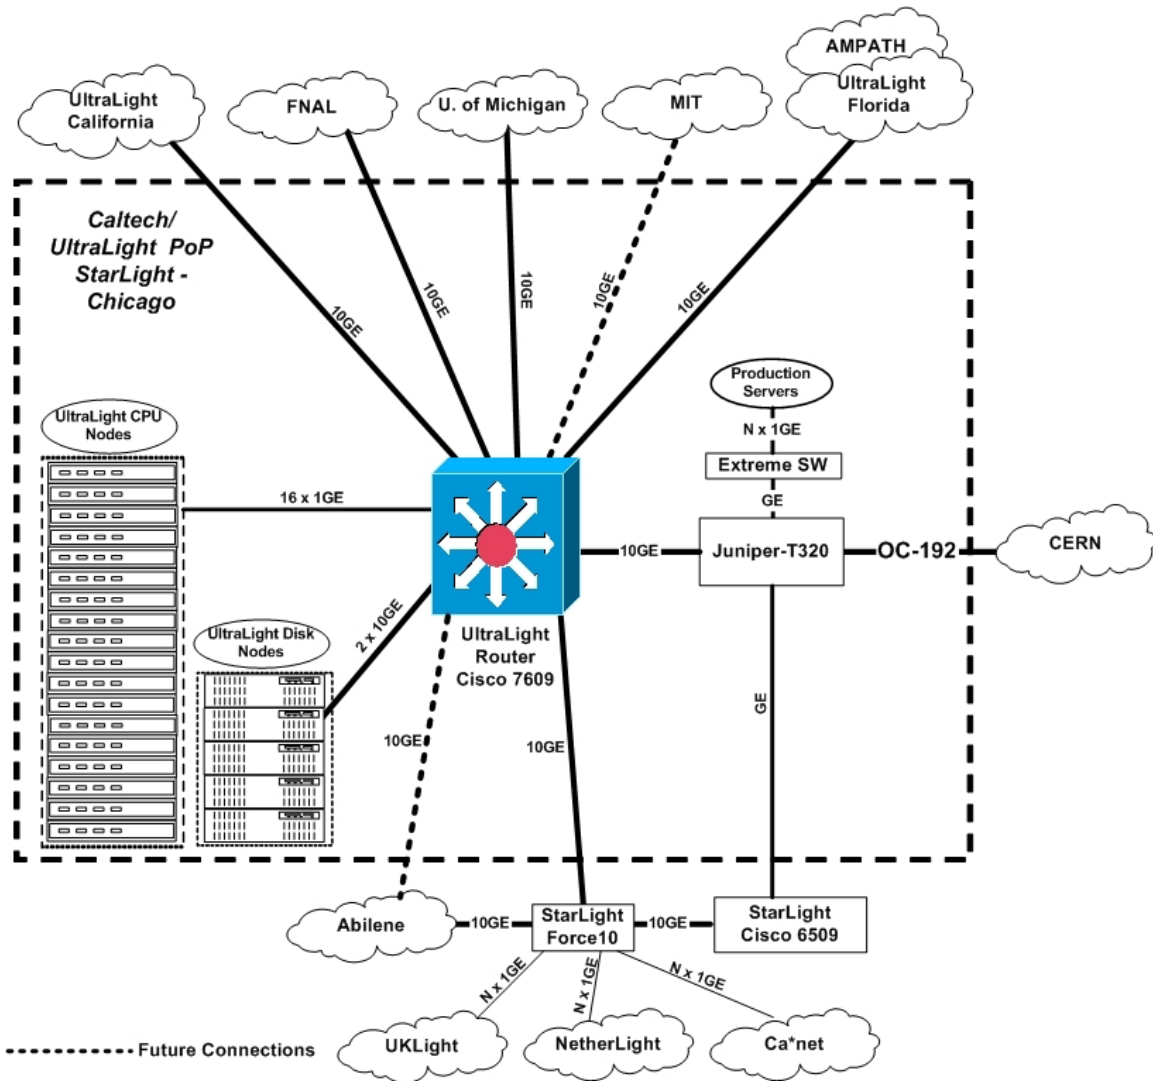 AMPATH
UltraLight
California
FNAL
U. of Michigan
MIT
UltraLight
Florida
Caltech/
UltraLight PoP
StarLight -
Chicago
10GE
10GE
10GE
10GE
10GE
Production
Servers
N x 1GE
Extreme SW
GE
UltraLight CPU
Nodes
16 x 1GE
10GE
Juniper-T320
OC-192
CERN
UltraLight Disk
Nodes
2 x 10GE
UltraLight
Router
Cisco 7609
GE
10GE
10GE
Abilene
10GE
StarLight
Force10
10GE
StarLight
Cisco 6509
N x 1GE
N x 1GE
N x 1GE
UKLight
NetherLight
Ca*net
Future Connections